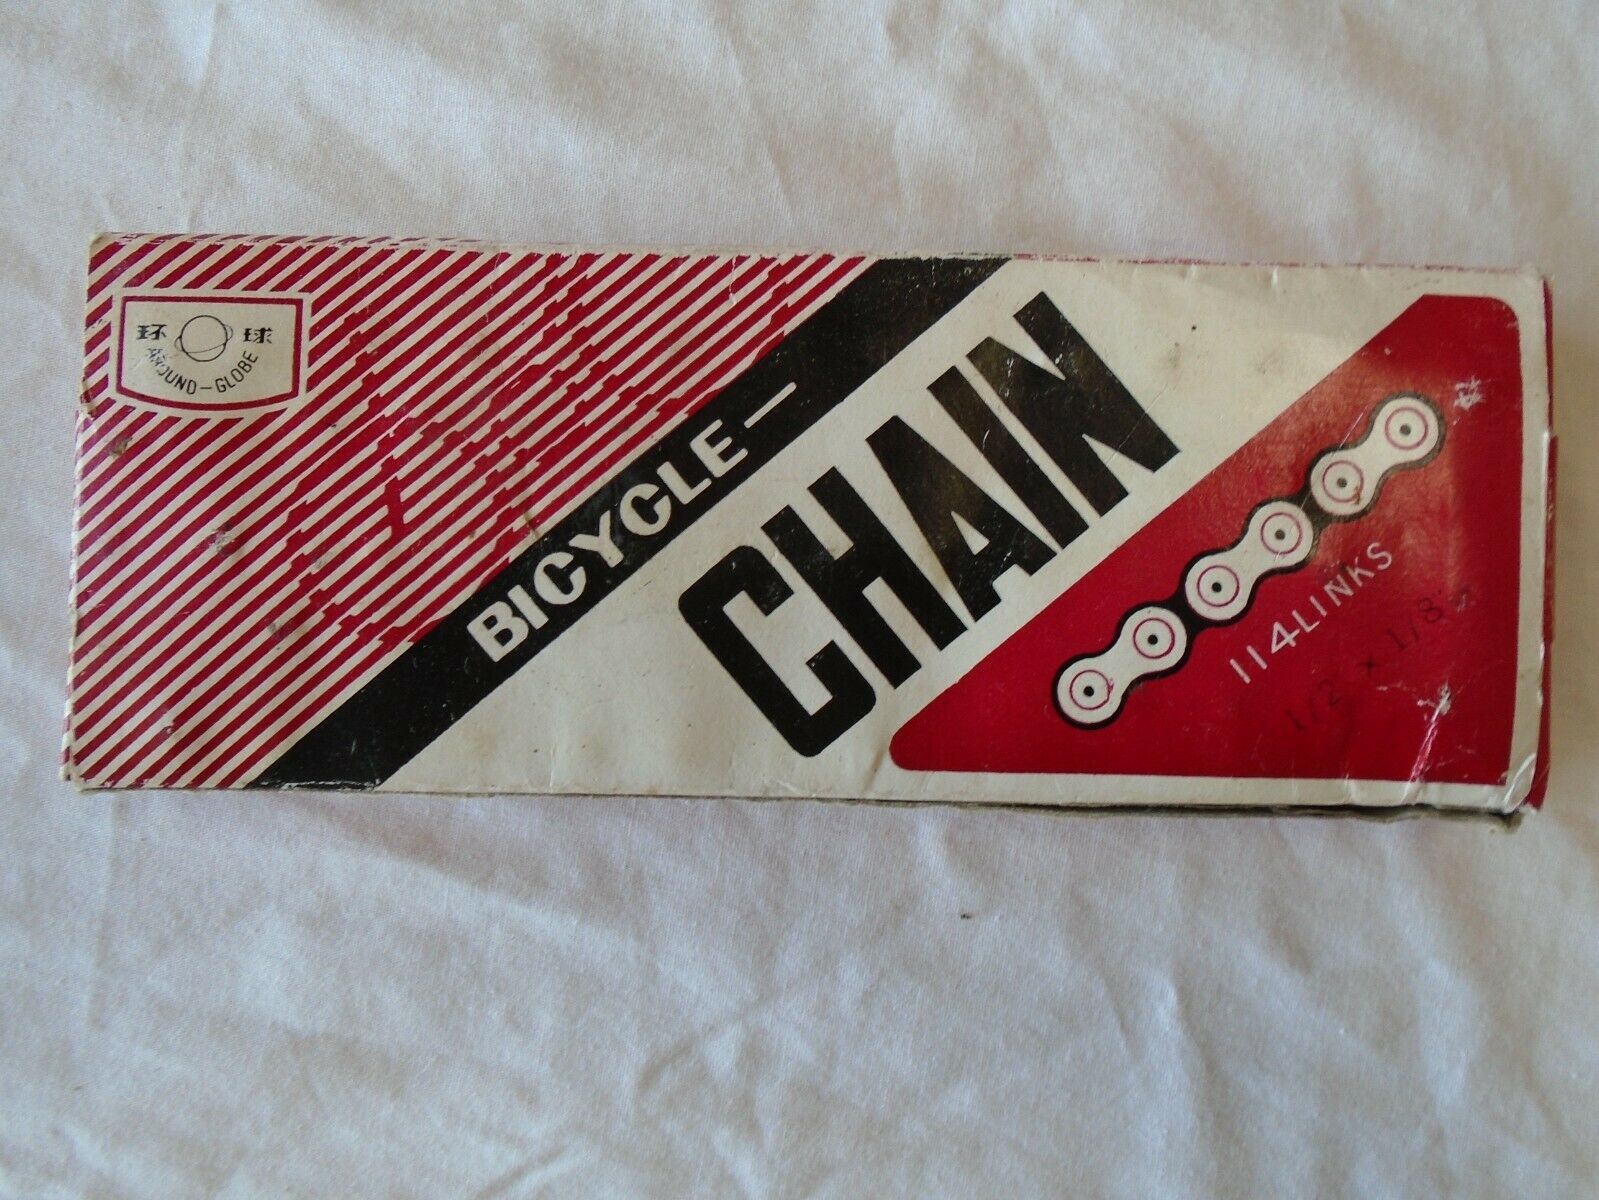 环 球
AROUND-GLOBE
BICYCLE-
CHAIN
114LINKS
1/2" x 1/8"